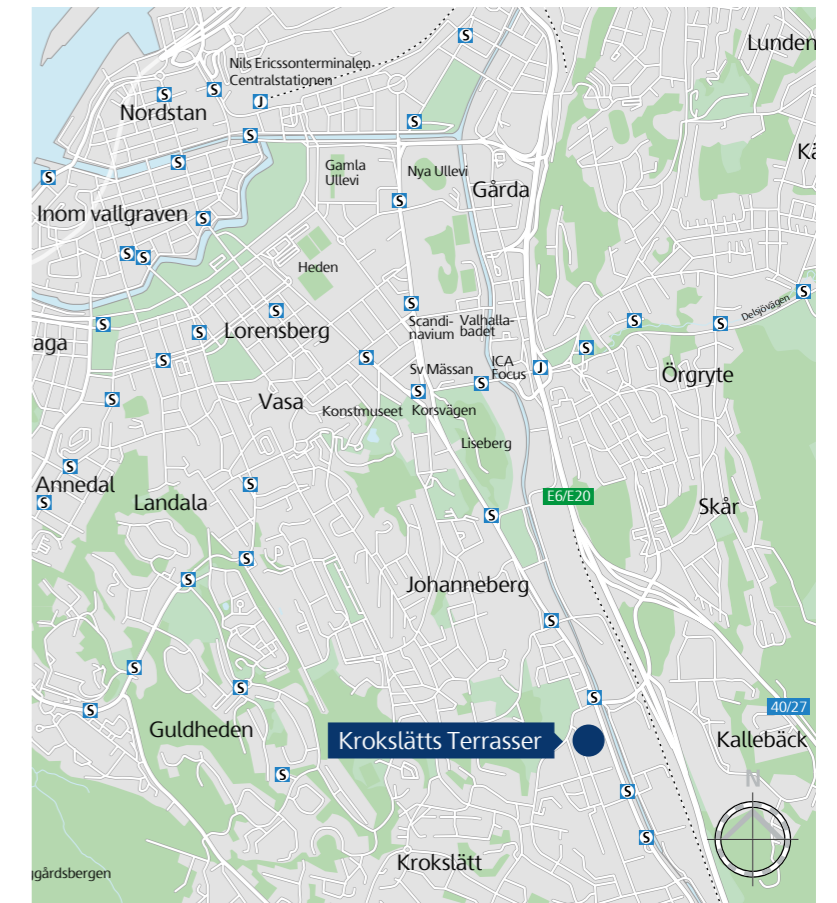 Lunden
Nils Ericssonterminalen
Centralstationen
S
S
S
J
Nordstan
S
S
Kä
S
S
Gamla
Ullevi
Nya Ullevi
Gårda
S
Inom vallgraven
S
S
S
Heden
S
S
Delsjövägen
S
S
S
S
S
S
Lorensberg
Scandi-
navium
Valhalla-
badet
aga
S
S
S
Sv Mässan
ICA
Focus
J
Örgryte
S
S
S
Vasa
Konstmuseet
Korsvägen
Liseberg
S
Annedal
S
S
Landala
E6/E20
Skår
S
S
S
Johanneberg
S
S
S
S
S
40/27
Guldheden
Krokslätts Terrasser
Kallebäck
S
N
S
S
Krokslätt
gårdsbergen